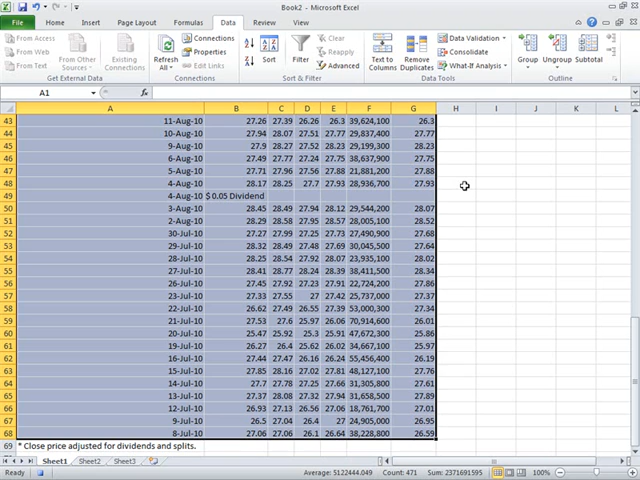 Book2 - Microsoft Excel
File Home Insert Page Layout Formulas Data Review View
From Access
From Web
From Text
From Other Sources
Existing Connections
Get External Data
Refresh All
Connections
Properties
Edit Links
Connections
Sort
Filter
Clear
Reapply
Advanced
Sort & Filter
Text to Columns
Remove Duplicates
Data Validation
Consolidate
What-If Analysis
Data Tools
Group
Ungroup
Subtotal
Outline
A1 fx
A B C D E F G H I J K L
43 11-Aug-10 27.26 27.39 26.26 26.3 39,624,100 26.3
44 10-Aug-10 27.94 28.07 27.51 27.77 29,837,400 27.77
45 9-Aug-10 27.9 28.27 27.52 28.23 29,199,300 28.23
46 6-Aug-10 27.49 27.77 27.24 27.75 38,637,900 27.75
47 5-Aug-10 27.71 27.96 27.56 27.88 21,881,200 27.88
48 4-Aug-10 28.17 28.25 27.7 27.93 28,936,700 27.93
49 4-Aug-10 $ 0.05 Dividend
50 3-Aug-10 28.45 28.49 27.94 28.12 29,544,200 28.07
51 2-Aug-10 28.29 28.58 27.95 28.57 28,005,100 28.52
52 30-Jul-10 27.27 27.99 27.25 27.73 27,490,900 27.68
53 29-Jul-10 28.32 28.49 27.48 27.69 30,045,500 27.64
54 28-Jul-10 28.25 28.54 27.92 28.07 23,935,100 28.02
55 27-Jul-10 28.41 28.77 28.24 28.39 38,411,500 28.34
56 26-Jul-10 27.45 27.92 27.23 27.91 22,724,200 27.86
57 23-Jul-10 27.33 27.55 27 27.42 25,737,000 27.37
58 22-Jul-10 26.62 27.49 26.55 27.39 53,000,300 27.34
59 21-Jul-10 27.53 27.6 25.97 26.06 70,914,600 26.01
60 20-Jul-10 25.47 25.92 25.3 25.91 47,672,300 25.86
61 19-Jul-10 26.27 26.4 25.62 26.02 34,667,100 25.97
62 16-Jul-10 27.44 27.47 26.16 26.24 55,456,400 26.19
63 15-Jul-10 27.85 28.16 27.02 27.81 48,127,100 27.76
64 14-Jul-10 27.7 27.78 27.25 27.66 31,305,800 27.61
65 13-Jul-10 27.37 28.08 27.32 27.94 31,658,500 27.89
66 12-Jul-10 26.93 27.13 26.56 27.06 18,761,700 27.01
67 9-Jul-10 26.5 27.04 26.4 27 24,905,000 26.95
68 8-Jul-10 27.06 27.06 26.1 26.64 38,228,800 26.59
69 * Close price adjusted for dividends and splits.
Sheet1 Sheet2 Sheet3
Ready Average: 5122444.049 Count: 471 Sum: 2371691595 100%